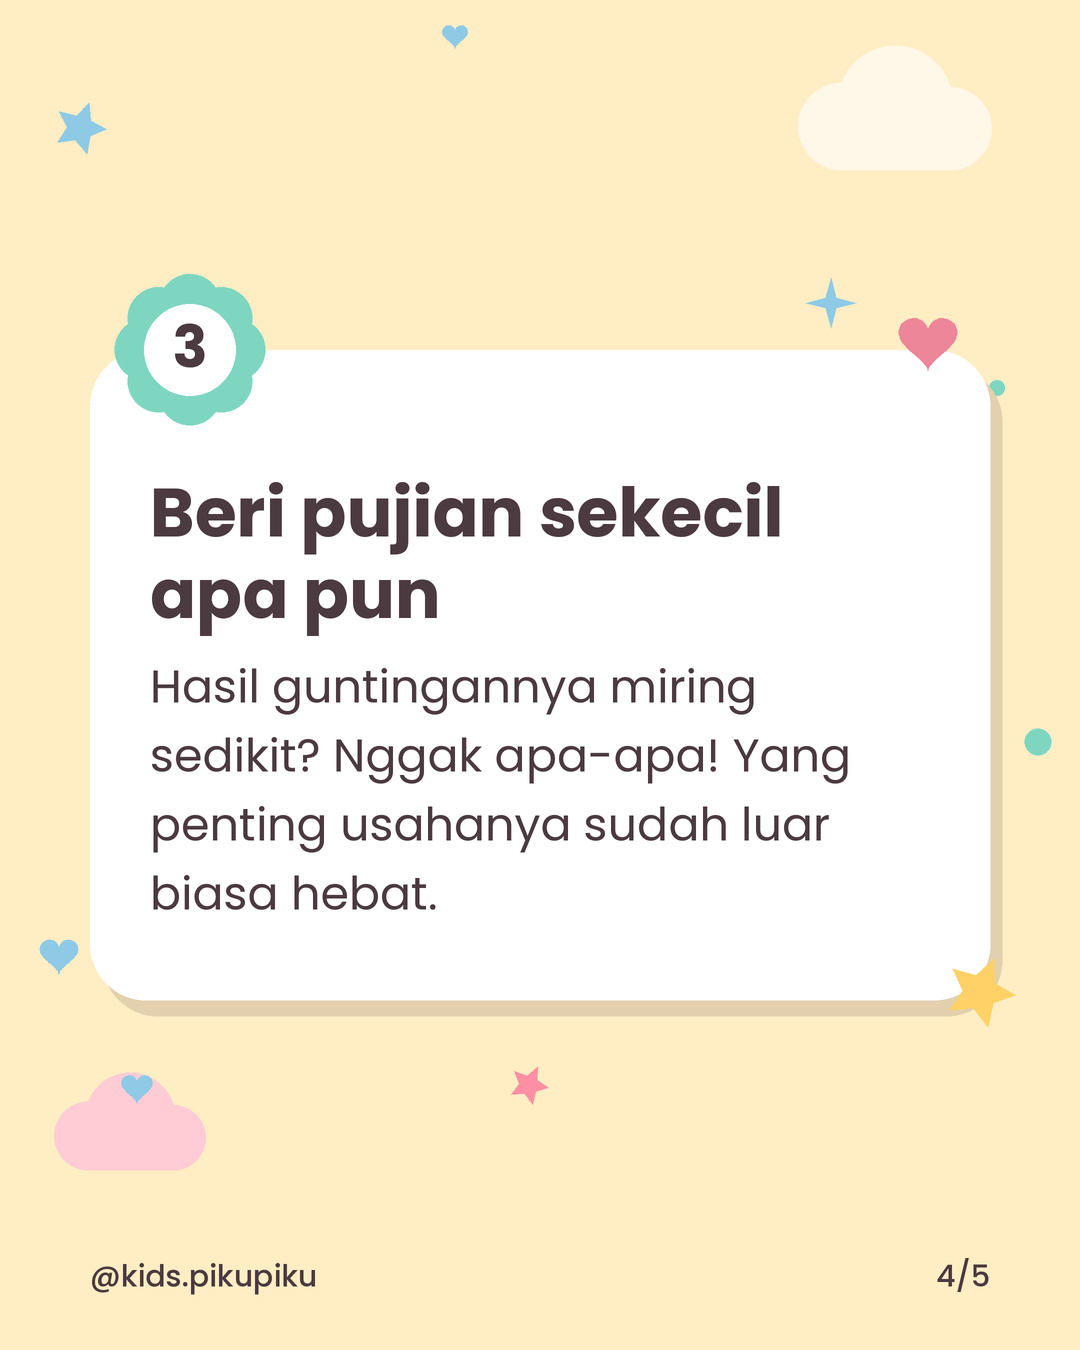 3
Beri pujian sekecil
apa pun
Hasil guntingannya miring
sedikit? Nggak apa-apa! Yang
penting usahanya sudah luar
biasa hebat.
@kids.pikupiku
4/5